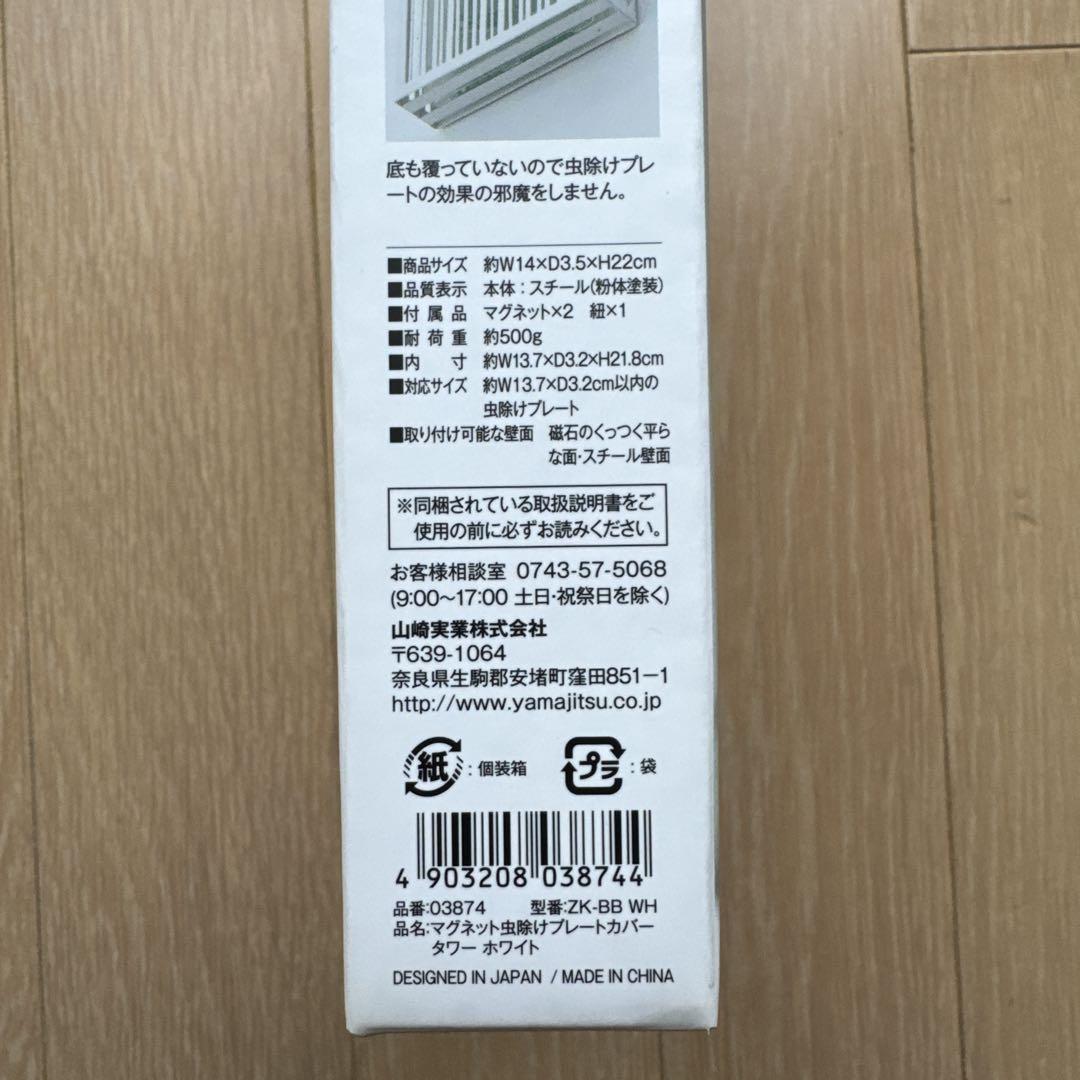 底も覆っていないので虫除けプレ
ートの効果の邪魔をしません。
■商品サイズ 約W14×D3.5×H22cm
■品質表示 本体：スチール(粉体塗装)
■付属品 マグネット×2 紐×1
■耐荷重 約500g
■内寸 約W13.7×D3.2×H21.8cm
■対応サイズ 約W13.7×D3.2cm以内の
虫除けプレート
■取り付け可能な壁面 磁石のくっつく平ら
な面・スチール壁面
※同梱されている取扱説明書をご
使用の前に必ずお読みください。
お客様相談室 0743-57-5068
(9:00〜17:00 土日・祝祭日を除く)
山崎実業株式会社
〒639-1064
奈良県生駒郡安堵町窪田851-1
http://www.yamajitsu.co.jp
紙：個装箱 プラ：袋
4 903208 038744
品番:03874 型番:ZK-BB WH
品名:マグネット虫除けプレートカバー
タワー ホワイト
DESIGNED IN JAPAN / MADE IN CHINA